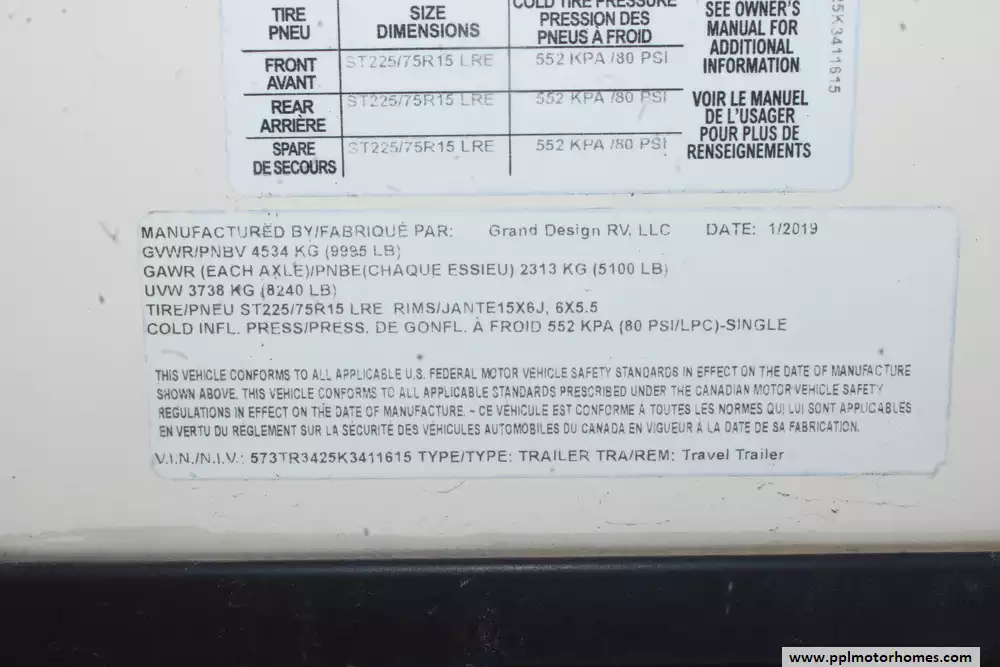 TIRE
PNEU
SIZE
DIMENSIONS
COLD TIRE PRESSURE
PRESSION DES
PNEUS À FROID
SEE OWNER'S
MANUAL FOR
ADDITIONAL
INFORMATION
VOIR LE MANUEL
DE L'USAGER
POUR PLUS DE
RENSEIGNEMENTS
FRONT
AVANT
ST225/75R15 LRE
552 KPA /80 PSI
REAR
ARRIÈRE
ST225/75R15 LRE
552 KPA /80 PSI
SPARE
DE SECOURS
ST225/75R15 LRE
552 KPA /80 PSI
25K3411615
MANUFACTURED BY/FABRIQUÉ PAR: Grand Design RV, LLC DATE: 1/2019
GVWR/PNBV 4534 KG (9995 LB)
GAWR (EACH AXLE)/PNBE(CHAQUE ESSIEU) 2313 KG (5100 LB)
UVW 3738 KG (8240 LB)
TIRE/PNEU ST225/75R15 LRE RIMS/JANTE15X6J, 6X5.5
COLD INFL. PRESS/PRESS. DE GONFL. À FROID 552 KPA (80 PSI/LPC)-SINGLE
THIS VEHICLE CONFORMS TO ALL APPLICABLE U.S. FEDERAL MOTOR VEHICLE SAFETY STANDARDS IN EFFECT ON THE DATE OF MANUFACTURE
SHOWN ABOVE. THIS VEHICLE CONFORMS TO ALL APPLICABLE STANDARDS PRESCRIBED UNDER THE CANADIAN MOTOR VEHICLE SAFETY
REGULATIONS IN EFFECT ON THE DATE OF MANUFACTURE. - CE VÉHICULE EST CONFORME À TOUTES LES NORMES QUI LUI SONT APPLICABLES
EN VERTU DU RÈGLEMENT SUR LA SÉCURITÉ DES VÉHICULES AUTOMOBILES DU CANADA EN VIGUEUR À LA DATE DE SA FABRICATION.
V.I.N./N.I.V.: 573TR3425K3411615 TYPE/TYPE: TRAILER TRA/REM: Travel Trailer
www.pplmotorhomes.com